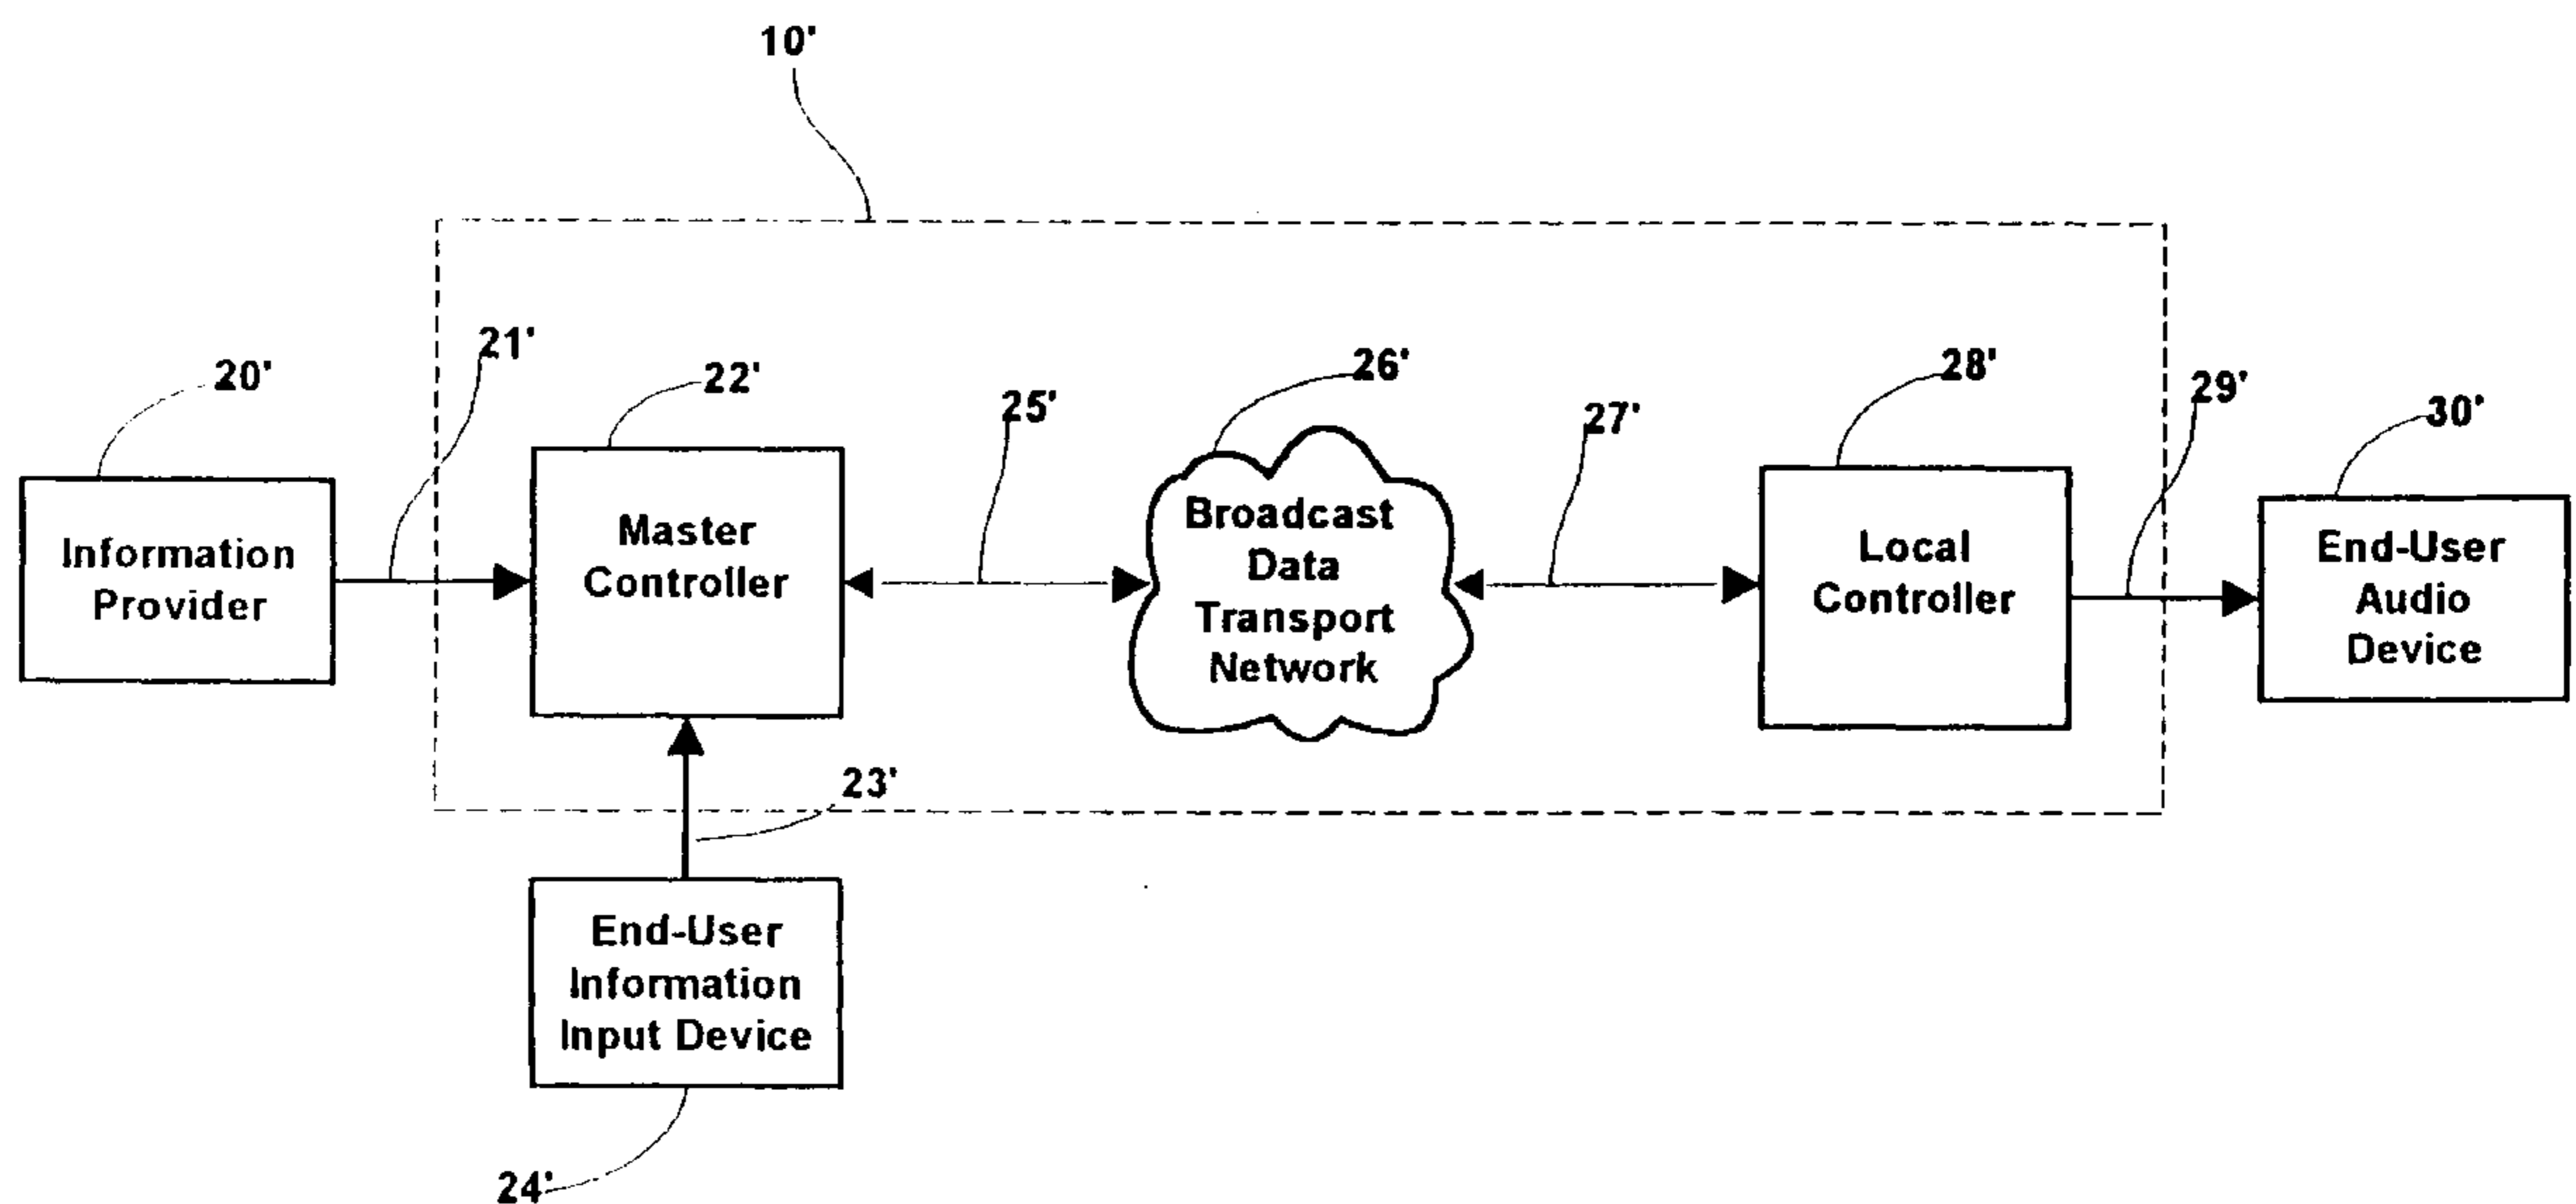 10'
21'
20'
22'
25'
26'
27'
28'
29'
30'
Information
Provider
Master
Controller
Broadcast
Data
Transport
Network
Local
Controller
End-User
Audio
Device
23'
End-User
Information
Input Device
24'